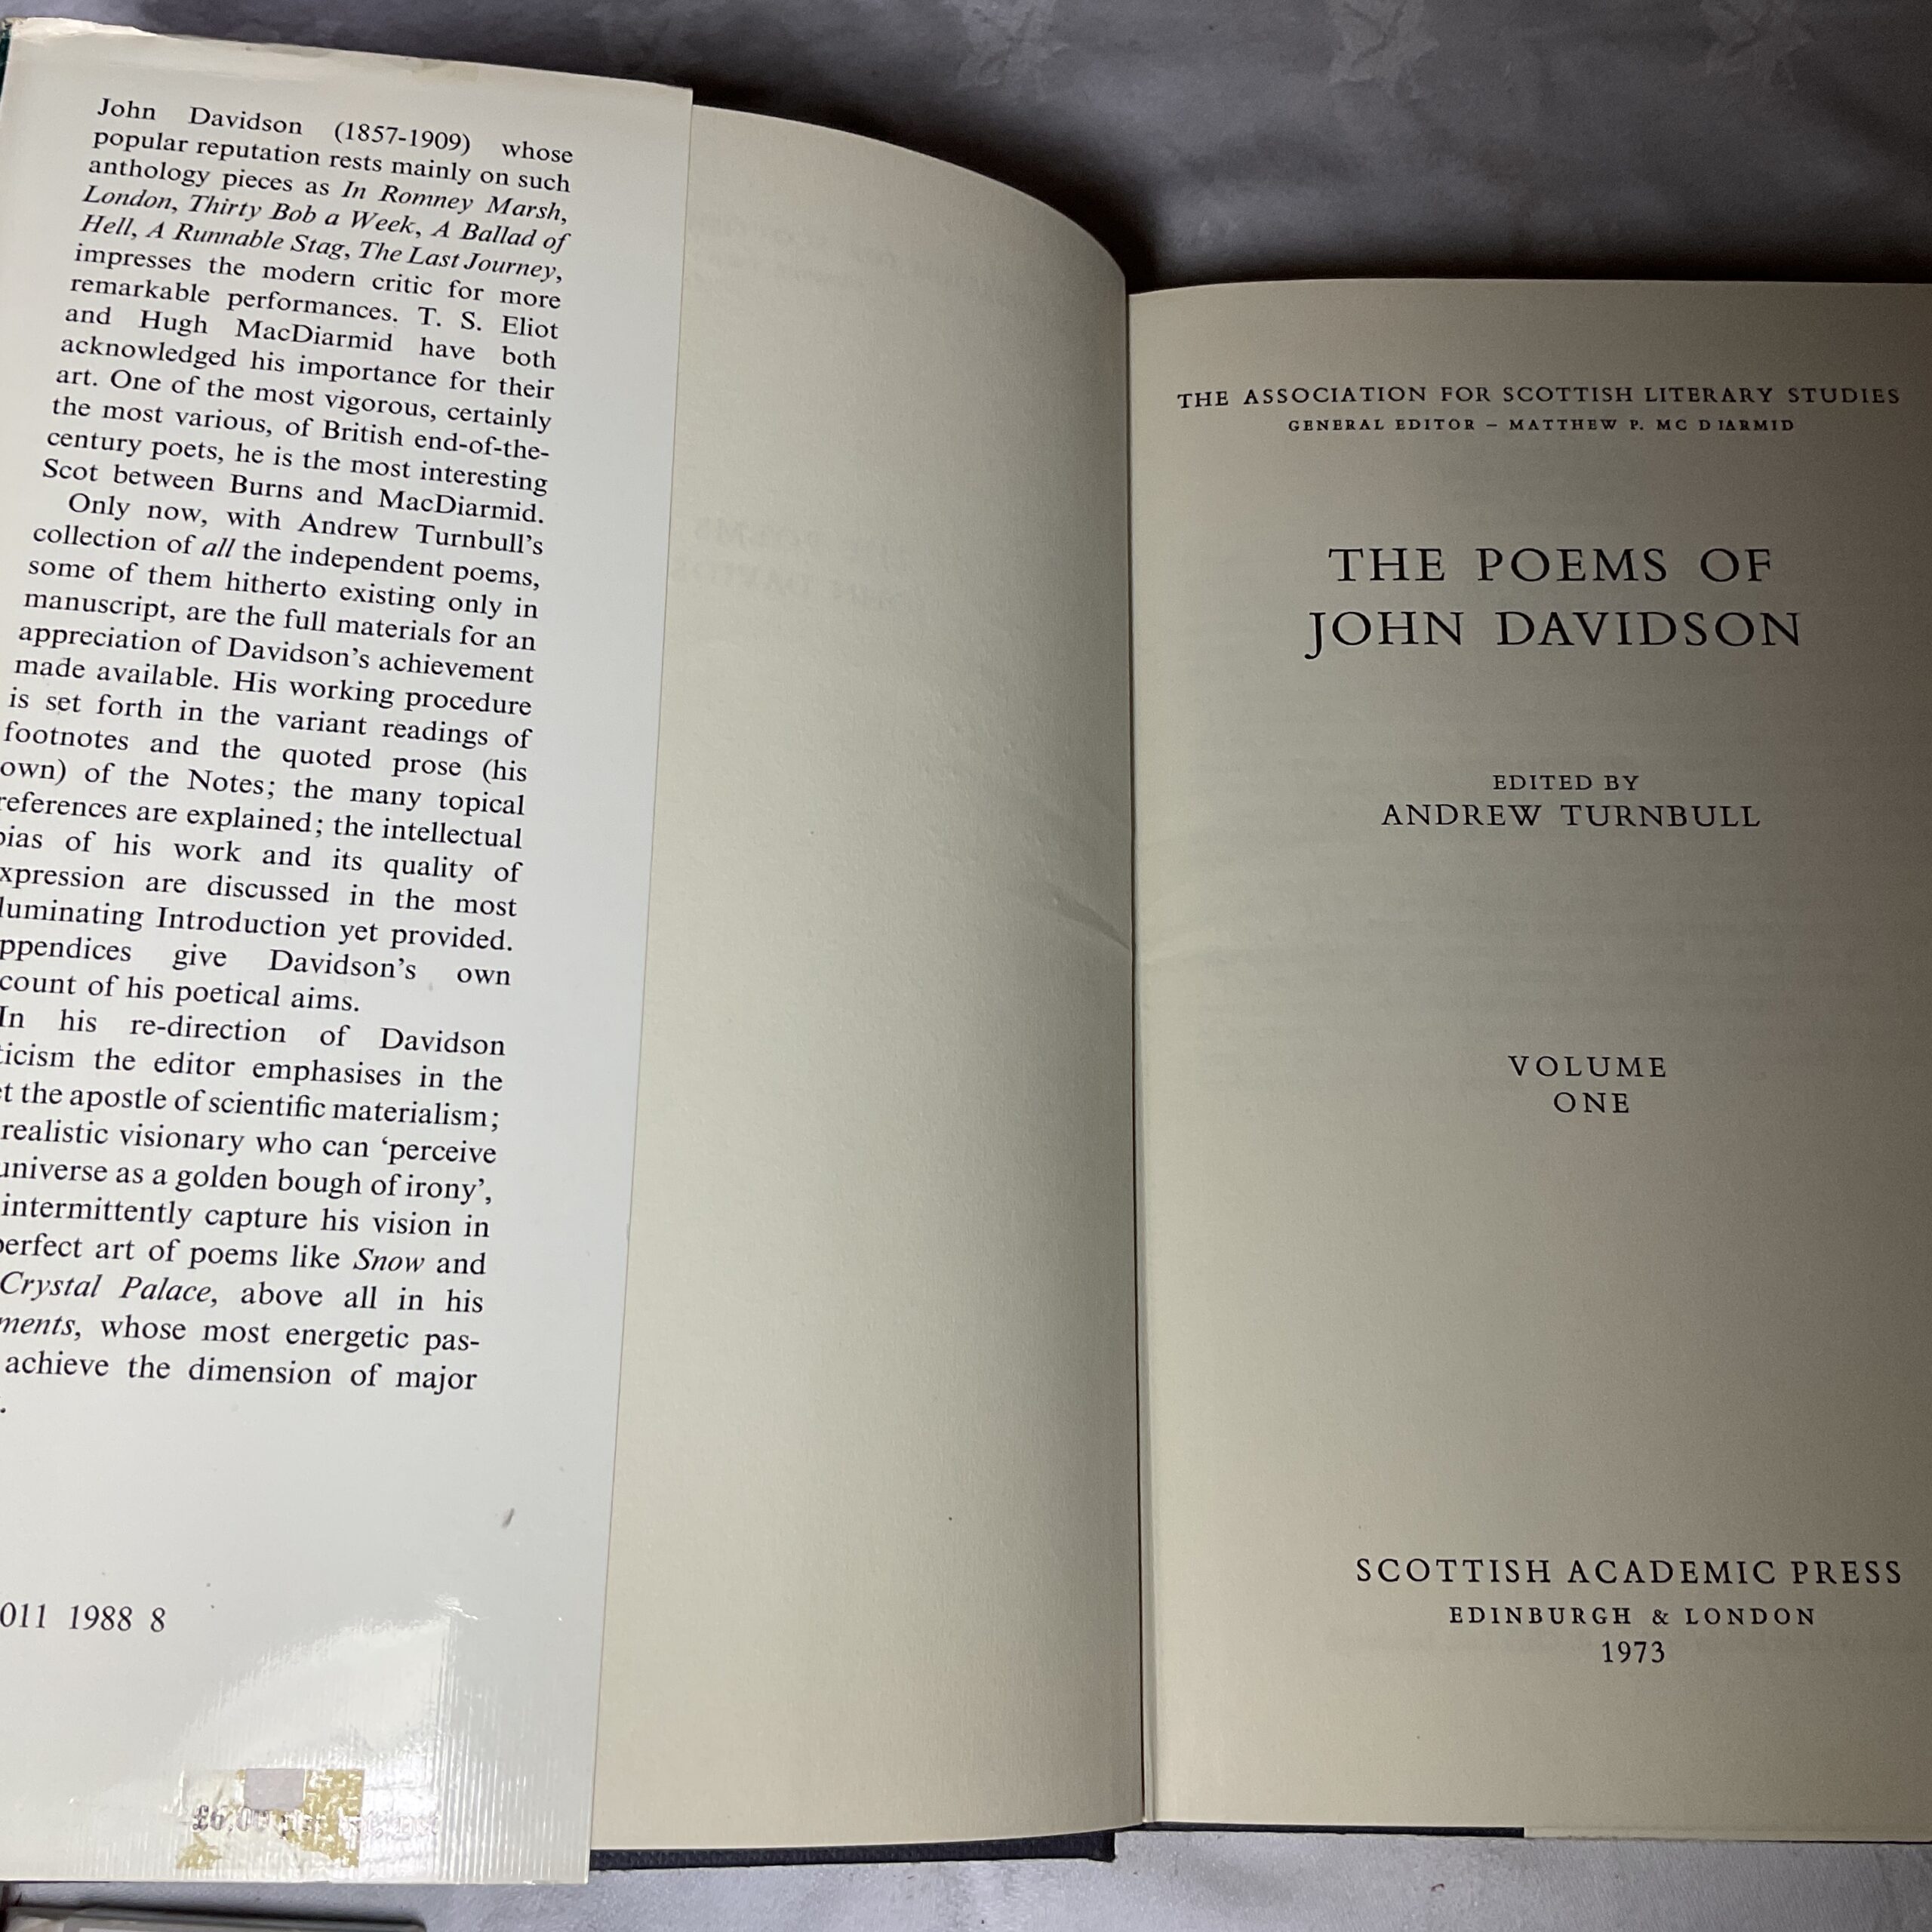 John Davidson (1857-1909) whose
popular reputation rests mainly on such
anthology pieces as In Romney Marsh,
London, Thirty Bob a Week, A Ballad of
Hell, A Runnable Stag, The Last Journey,
impresses the modern critic for more
remarkable performances. T. S. Eliot
and Hugh MacDiarmid have both
acknowledged his importance for their
art. One of the most vigorous, certainly
the most various, of British end-of-the-
century poets, he is the most interesting
Scot between Burns and MacDiarmid.
Only now, with Andrew Turnbull's
collection of all the independent poems,
some of them hitherto existing only in
manuscript, are the full materials for an
appreciation of Davidson's achievement
made available. His working procedure
is set forth in the variant readings of
footnotes and the quoted prose (his
own) of the Notes; the many topical
references are explained; the intellectual
bias of his work and its quality of
xpression are discussed in the most
luminating Introduction yet provided.
ppendices give Davidson's own
count of his poetical aims.
In his re-direction of Davidson
ticism the editor emphasises in the
t the apostle of scientific materialism;
realistic visionary who can 'perceive
universe as a golden bough of irony',
intermittently capture his vision in
perfect art of poems like Snow and
Crystal Palace, above all in his
ments, whose most energetic pas-
achieve the dimension of major
.
011 1988 8
£6.00
THE ASSOCIATION FOR SCOTTISH LITERARY STUDIES
GENERAL EDITOR – MATTHEW P. MC DIARMID
THE POEMS OF
JOHN DAVIDSON
EDITED BY
ANDREW TURNBULL
VOLUME
ONE
SCOTTISH ACADEMIC PRESS
EDINBURGH & LONDON
1973